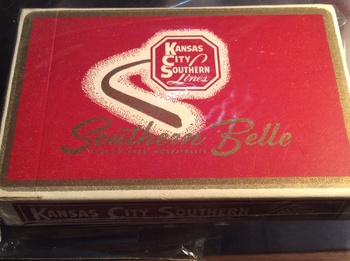 KANSAS
CITY
SOUTHERN
Lines
Southern Belle
KANSAS CITY SOUTHERN